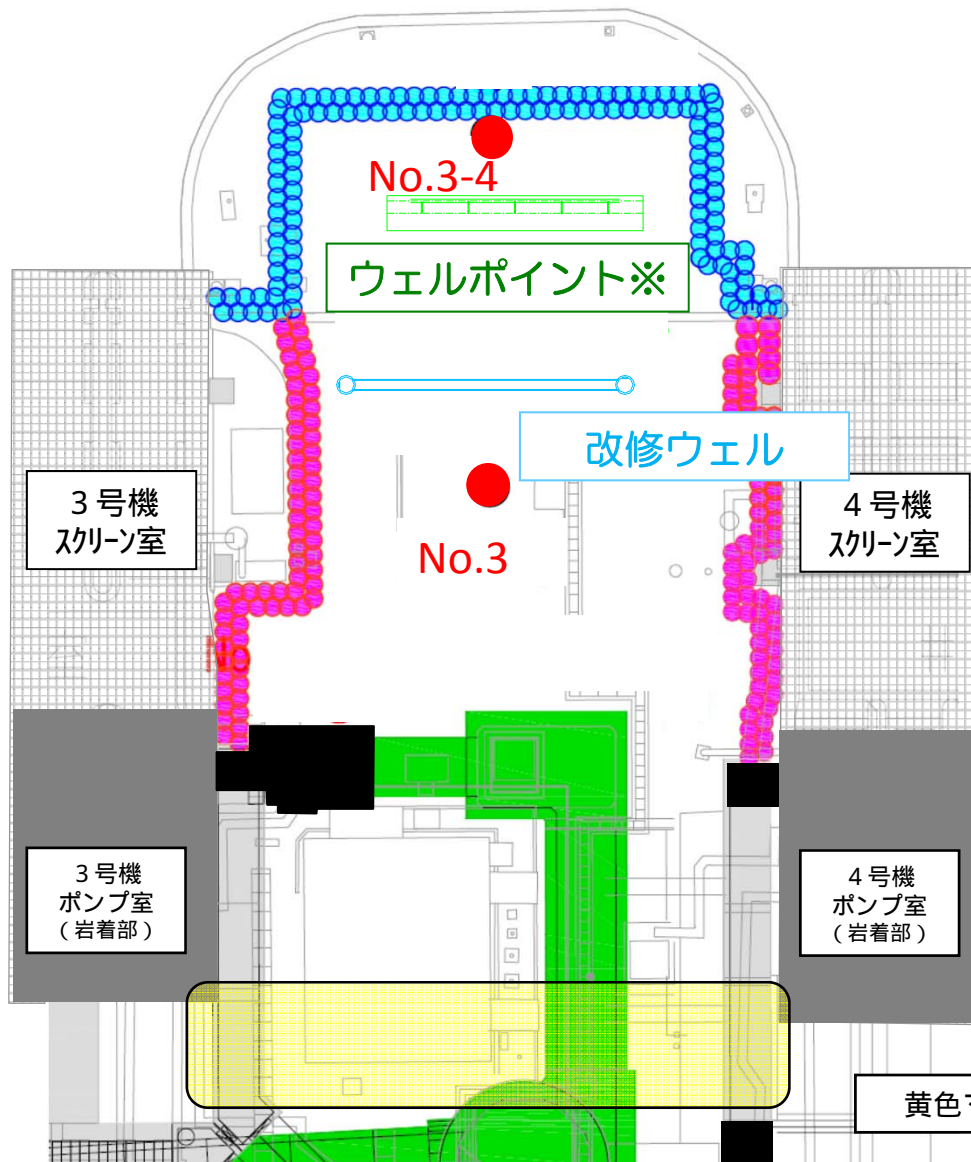 No.3-4
ウェルポイント※
改修ウェル
3号機
スクリーン室
4号機
スクリーン室
No.3
3号機
ポンプ室
(岩着部)
4号機
ポンプ室
(岩着部)
黄色